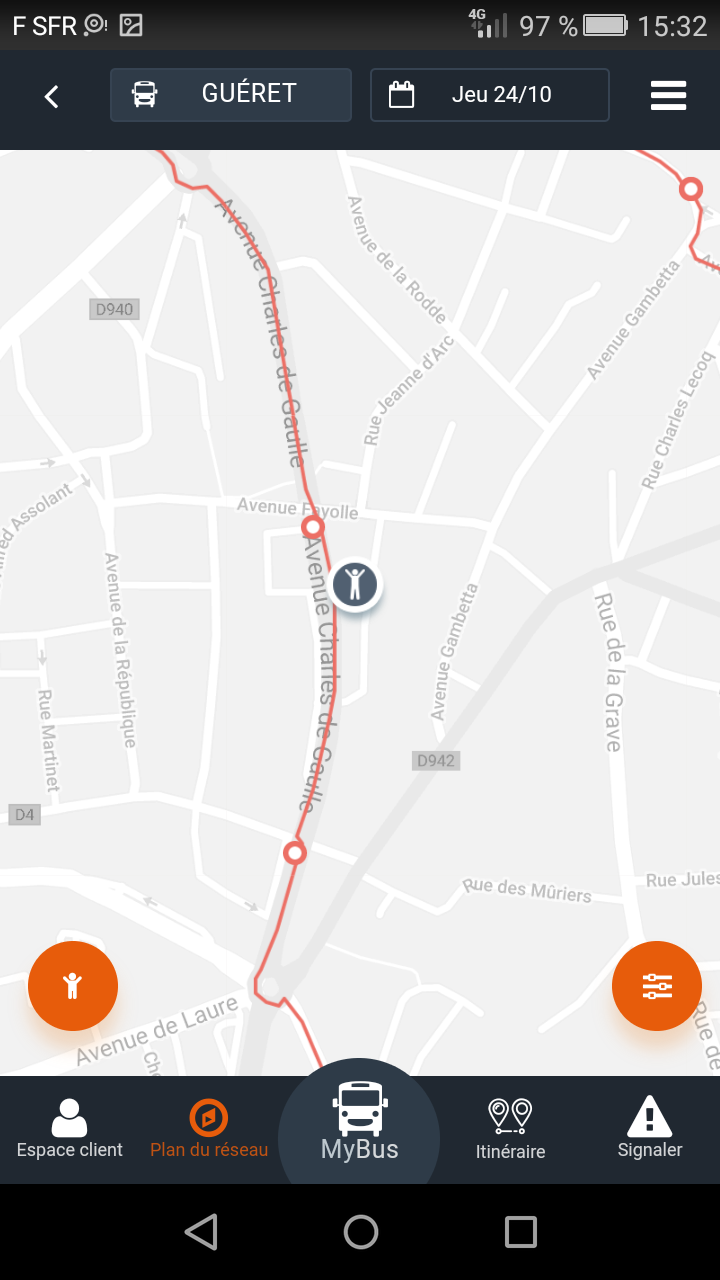 F SFR
4G
97 %
15:32
GUÉRET
Jeu 24/10
Avenue Charles de Gaulle
Avenue de la Rodde
Avenue Gambetta
D940
Rue Jeanne d'Arc
Rue Charles Lecoq
Avenue Fayolle
Avenue de la République
Avenue Charles de Gaulle
Avenue Gambetta
Rue de la Grave
Rue Martinet
D942
D4
Rue des Mûriers
Rue Jules
Avenue de Laure
Rue de
Espace client
Plan du réseau
MyBus
Itinéraire
Signaler